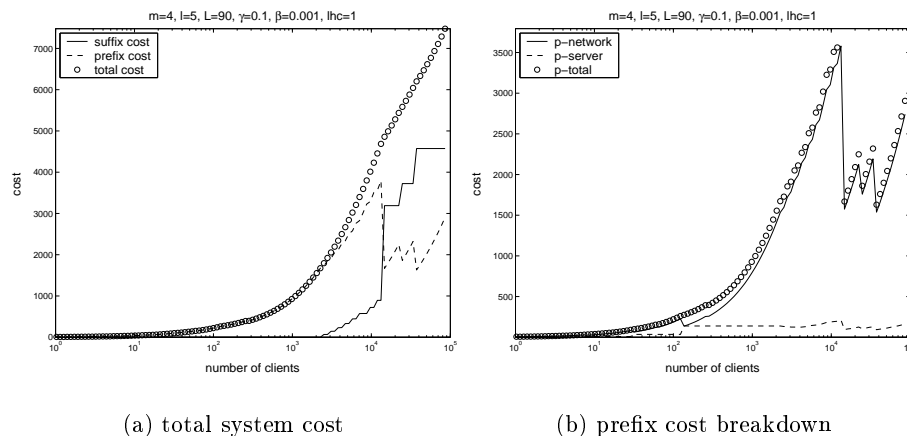 m=4, l=5, L=90, γ=0.1, β=0.001, lhc=1
suffix cost
prefix cost
total cost
7000
6000
5000
4000
3000
2000
1000
0
cost
10^0
10^1
10^2
10^3
10^4
10^5
number of clients
(a) total system cost
m=4, l=5, L=90, γ=0.1, β=0.001, lhc=1
p-network
p-server
p-total
3500
3000
2500
2000
1500
1000
500
0
cost
10^0
10^1
10^2
10^3
10^4
number of clients
(b) prefix cost breakdown